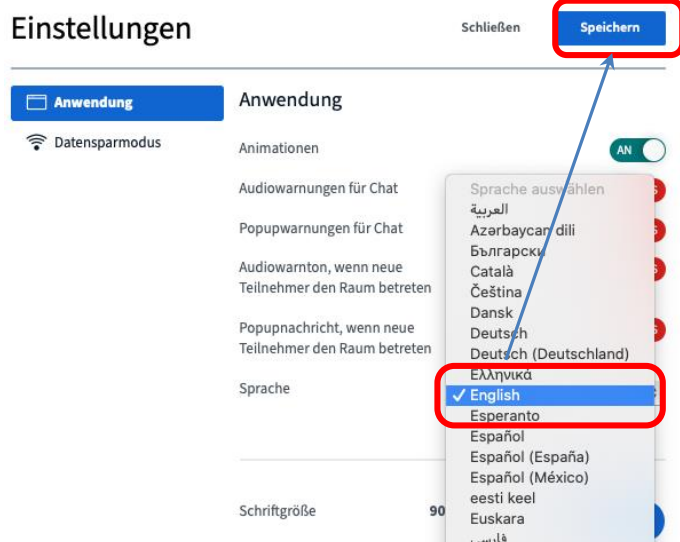 Einstellungen
Schließen
Speichern
Anwendung
Datensparmodus
Anwendung
Animationen
AN
Audiowarnungen für Chat
Popupwarnungen für Chat
Audiowarnton, wenn neue
Teilnehmer den Raum betreten
Popupnachricht, wenn neue
Teilnehmer den Raum betreten
Sprache
Sprache auswählen
العربية
Azərbaycan dili
Български
Català
Čeština
Dansk
Deutsch
Deutsch (Deutschland)
Ελληνικά
✓ English
Esperanto
Español
Español (España)
Español (México)
eesti keel
Euskara
فارسی
Schriftgröße
90